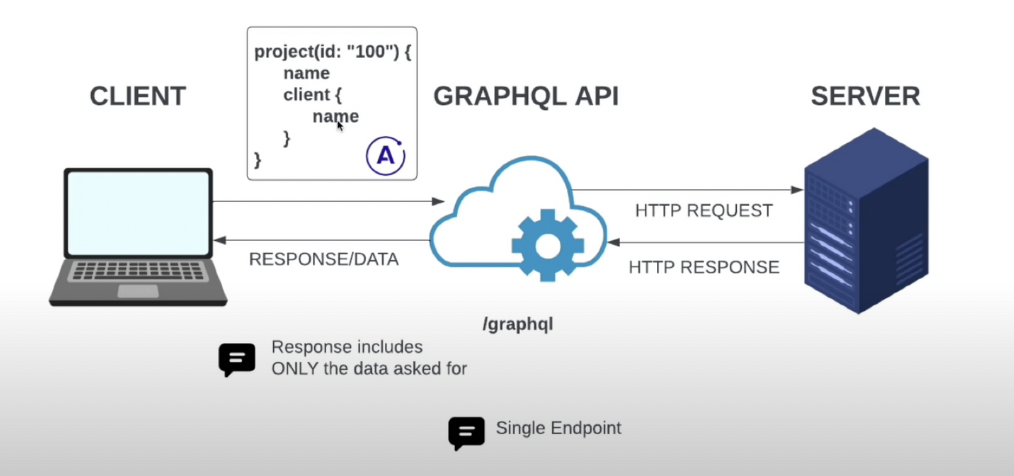 project(id: "100") {
name
client {
name
}
}
A
CLIENT
GRAPHQL API
SERVER
HTTP REQUEST
RESPONSE/DATA
HTTP RESPONSE
/graphql
Response includes
ONLY the data asked for
Single Endpoint